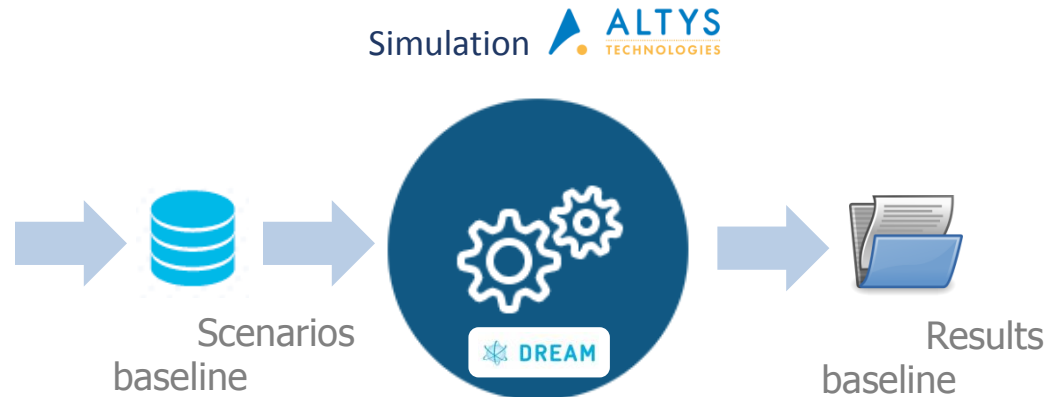 Simulation ALTYS
TECHNOLOGIES
Scenarios
baseline
DREAM
Results
baseline